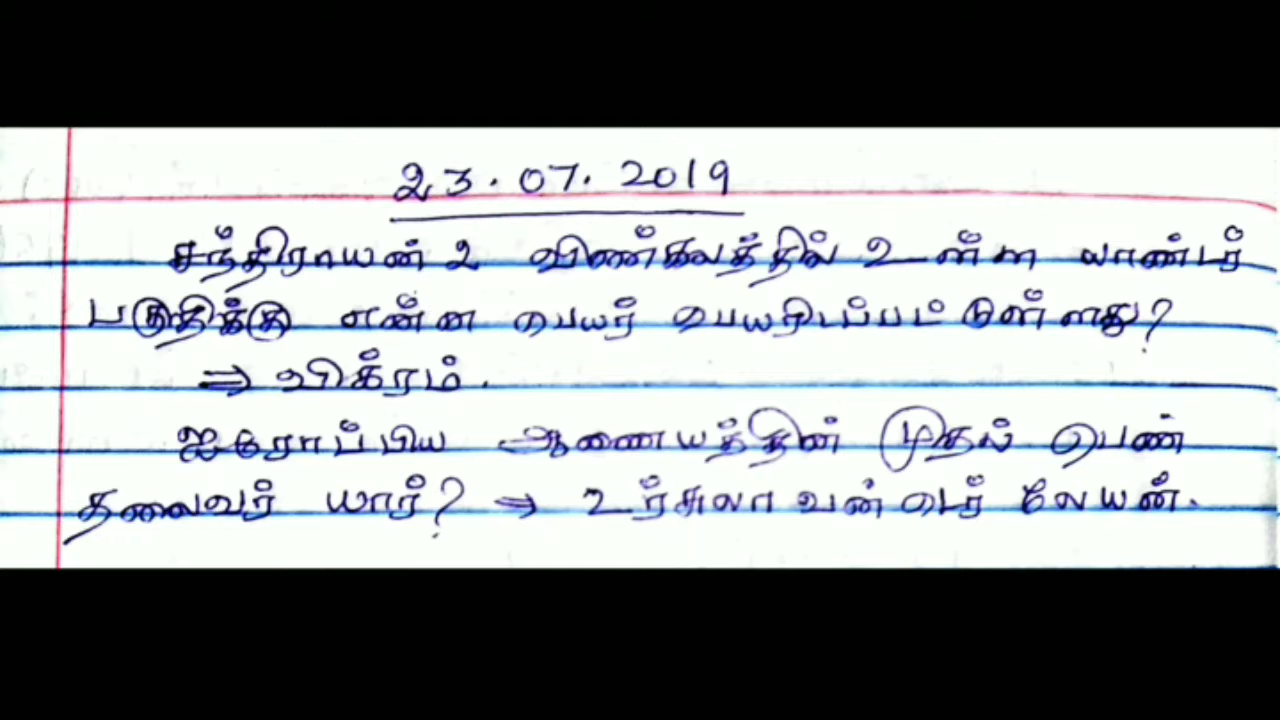 23.07.2019
சந்திராயன் 2 விண்கலத்தில் உள்ள லாண்டர்
பகுதிக்கு என்ன பெயர் பெயரிடப்பட்டுள்ளது?
⇒ விக்ரம்.
ஐரோப்பிய ஆணையத்தின் முதல் பெண்
தலைவர் யார்? ⇒ உர்சுலா வன் டெர் லேயன்.